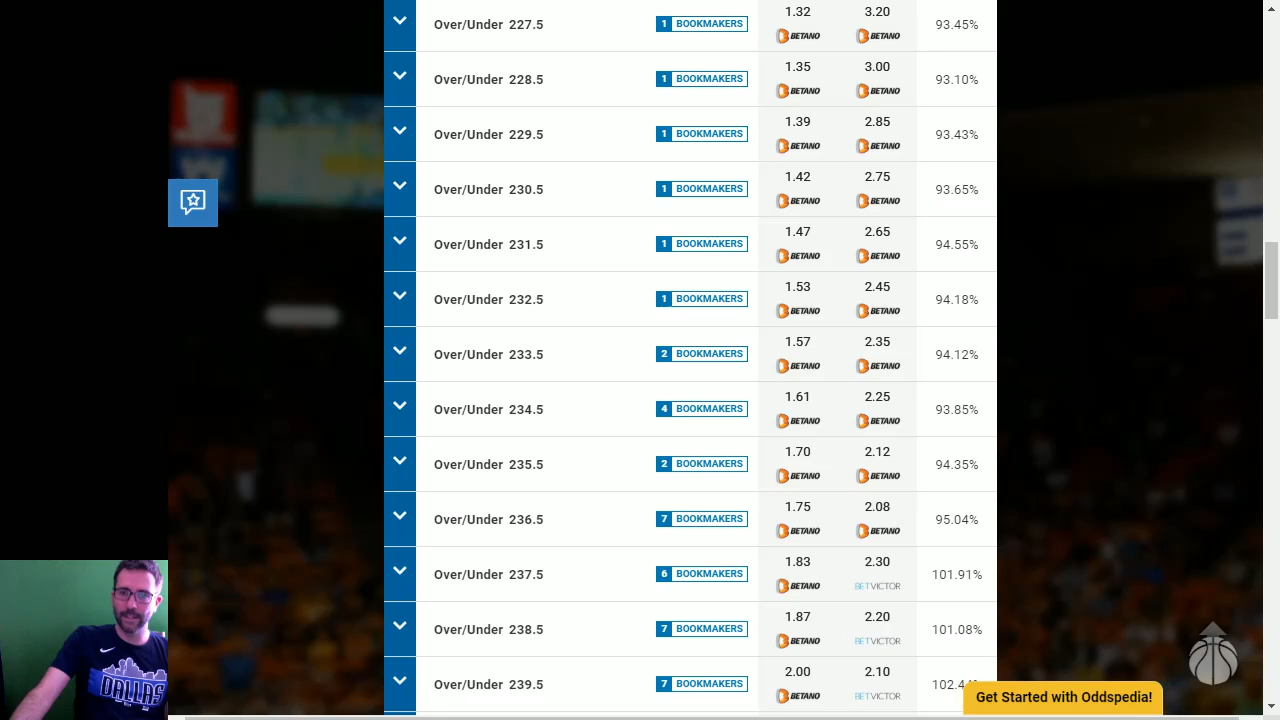 Over/Under 227.5 1 BOOKMAKERS 1.32 BETANO 3.20 BETANO 93.45%
Over/Under 228.5 1 BOOKMAKERS 1.35 BETANO 3.00 BETANO 93.10%
Over/Under 229.5 1 BOOKMAKERS 1.39 BETANO 2.85 BETANO 93.43%
Over/Under 230.5 1 BOOKMAKERS 1.42 BETANO 2.75 BETANO 93.65%
Over/Under 231.5 1 BOOKMAKERS 1.47 BETANO 2.65 BETANO 94.55%
Over/Under 232.5 1 BOOKMAKERS 1.53 BETANO 2.45 BETANO 94.18%
Over/Under 233.5 2 BOOKMAKERS 1.57 BETANO 2.35 BETANO 94.12%
Over/Under 234.5 4 BOOKMAKERS 1.61 BETANO 2.25 BETANO 93.85%
Over/Under 235.5 2 BOOKMAKERS 1.70 BETANO 2.12 BETANO 94.35%
Over/Under 236.5 7 BOOKMAKERS 1.75 BETANO 2.08 BETANO 95.04%
Over/Under 237.5 6 BOOKMAKERS 1.83 BETANO 2.30 BETVICTOR 101.91%
Over/Under 238.5 7 BOOKMAKERS 1.87 BETANO 2.20 BETVICTOR 101.08%
Over/Under 239.5 7 BOOKMAKERS 2.00 BETANO 2.10 BETVICTOR
Get Started with Oddspedia!
DALLAS